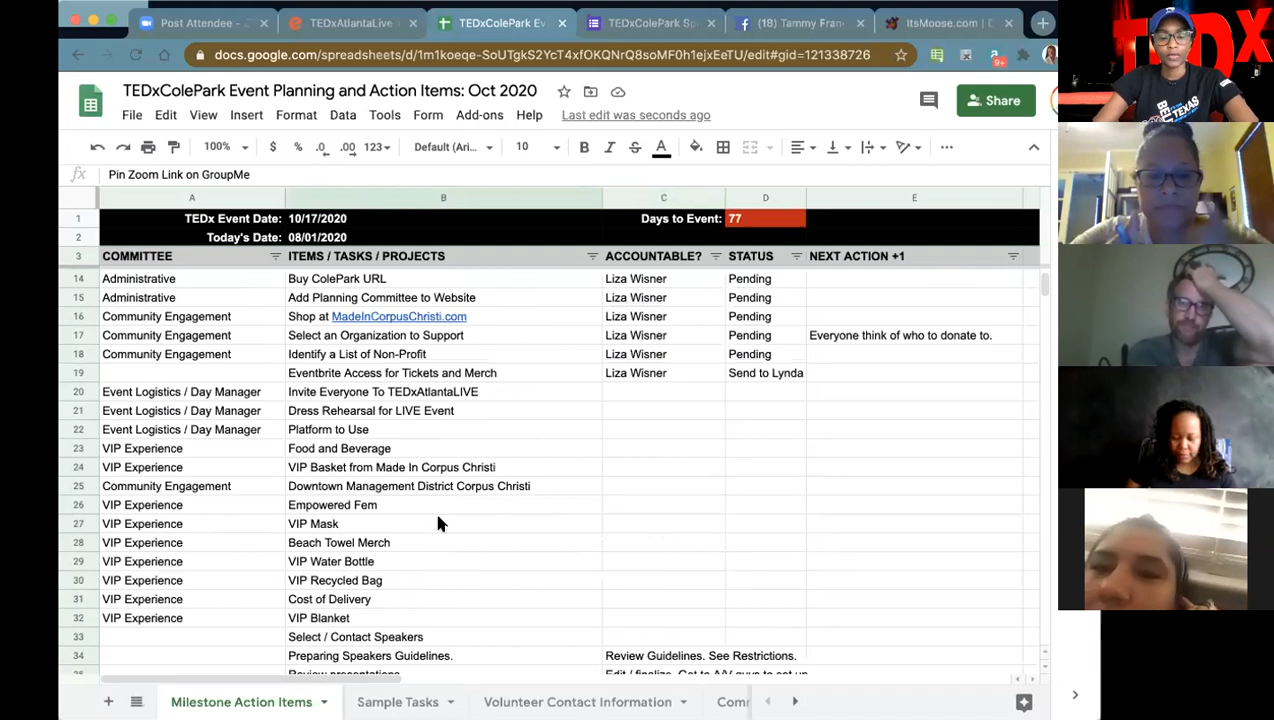 Post Attendee - Z
TEDxAtlantaLive
TEDxColePark Ev
TEDxColePark Sp
(18) Tammy Fran
ItsMoose.com | D
docs.google.com/spreadsheets/d/1m1koeqe-SoUTgkS2YcT4xfOKQNrQ8soMF0h1ejxEeTU/edit#gid=121338726
9+
TEDxColePark Event Planning and Action Items: Oct 2020
Share
File Edit View Insert Format Data Tools Form Add-ons Help Last edit was seconds ago
100% $ % .0 .00 123 Default (Ari... 10 B I S A
fx Pin Zoom Link on GroupMe
A B C D E
1 TEDx Event Date: 10/17/2020 Days to Event: 77
2 Today's Date: 08/01/2020
3 COMMITTEE ITEMS / TASKS / PROJECTS ACCOUNTABLE? STATUS NEXT ACTION +1
14 Administrative Buy ColePark URL Liza Wisner Pending
15 Administrative Add Planning Committee to Website Liza Wisner Pending
16 Community Engagement Shop at MadeInCorpusChristi.com Liza Wisner Pending
17 Community Engagement Select an Organization to Support Liza Wisner Pending Everyone think of who to donate to.
18 Community Engagement Identify a List of Non-Profit Liza Wisner Pending
19 Eventbrite Access for Tickets and Merch Liza Wisner Send to Lynda
20 Event Logistics / Day Manager Invite Everyone To TEDxAtlantaLIVE
21 Event Logistics / Day Manager Dress Rehearsal for LIVE Event
22 Event Logistics / Day Manager Platform to Use
23 VIP Experience Food and Beverage
24 VIP Experience VIP Basket from Made In Corpus Christi
25 Community Engagement Downtown Management District Corpus Christi
26 VIP Experience Empowered Fem
27 VIP Experience VIP Mask
28 VIP Experience Beach Towel Merch
29 VIP Experience VIP Water Bottle
30 VIP Experience VIP Recycled Bag
31 VIP Experience Cost of Delivery
32 VIP Experience VIP Blanket
33 Select / Contact Speakers
34 Preparing Speakers Guidelines. Review Guidelines. See Restrictions.
Review presentations
Milestone Action Items Sample Tasks Volunteer Contact Information Comm
TEDx
TEXAS